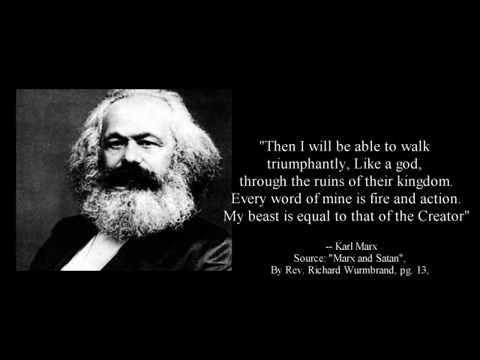 "Then I will be able to walk
triumphantly, Like a god,
through the ruins of their kingdom.
Every word of mine is fire and action.
My beast is equal to that of the Creator"
-- Karl Marx
Source: "Marx and Satan",
By Rev. Richard Wurmbrand, pg. 13,